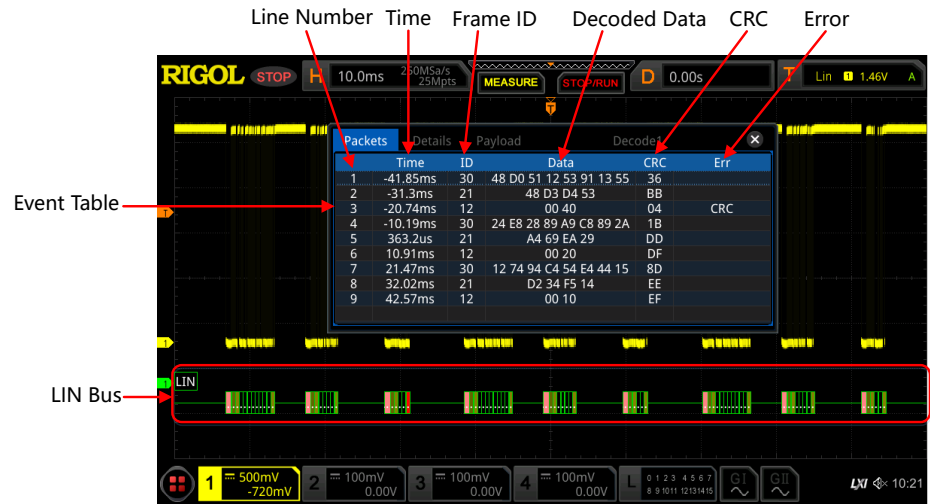 Line Number Time Frame ID Decoded Data CRC Error
RIGOL STOP H 10.0ms 250MSa/s 25Mpts MEASURE STOP/RUN D 0.00s T Lin 1 1.46V A
T
Packets Details Payload Decode1 X
Time ID Data CRC Err
1 -41.85ms 30 48 D0 51 12 53 91 13 55 36
2 -31.3ms 21 48 D3 D4 53 BB
3 -20.74ms 12 00 40 04 CRC
4 -10.19ms 30 24 E8 28 89 A9 C8 89 2A 1B
5 363.2us 21 A4 69 EA 29 DD
6 10.91ms 12 00 20 DF
7 21.47ms 30 12 74 94 C4 54 E4 44 15 8D
8 32.02ms 21 D2 34 F5 14 EE
9 42.57ms 12 00 10 EF
Event Table
T
1
1 LIN
LIN Bus
1 500mV -720mV 2 100mV 0.00V 3 100mV 0.00V 4 100mV 0.00V L 0 1 2 3 4 5 6 7 8 9 10 11 12 13 14 15 GI GII LXI 10:21